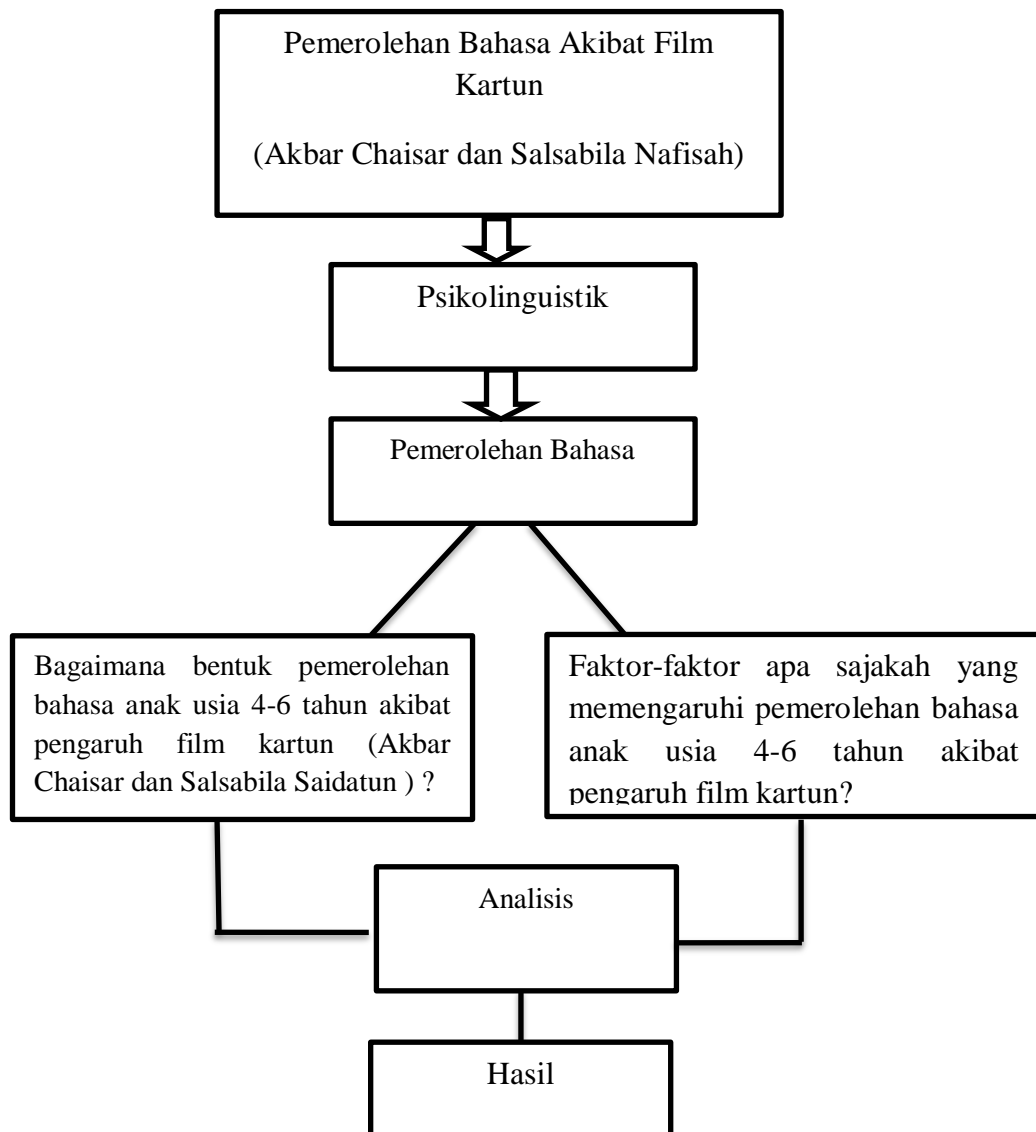 Pemerolehan Bahasa Akibat Film
Kartun
(Akbar Chaisar dan Salsabila Nafisah)
Psikolinguistik
Pemerolehan Bahasa
Bagaimana bentuk pemerolehan
bahasa anak usia 4-6 tahun akibat
pengaruh film kartun (Akbar
Chaisar dan Salsabila Saidatun ) ?
Faktor-faktor apa sajakah yang
memengaruhi pemerolehan bahasa
anak usia 4-6 tahun akibat
pengaruh film kartun?
Analisis
Hasil